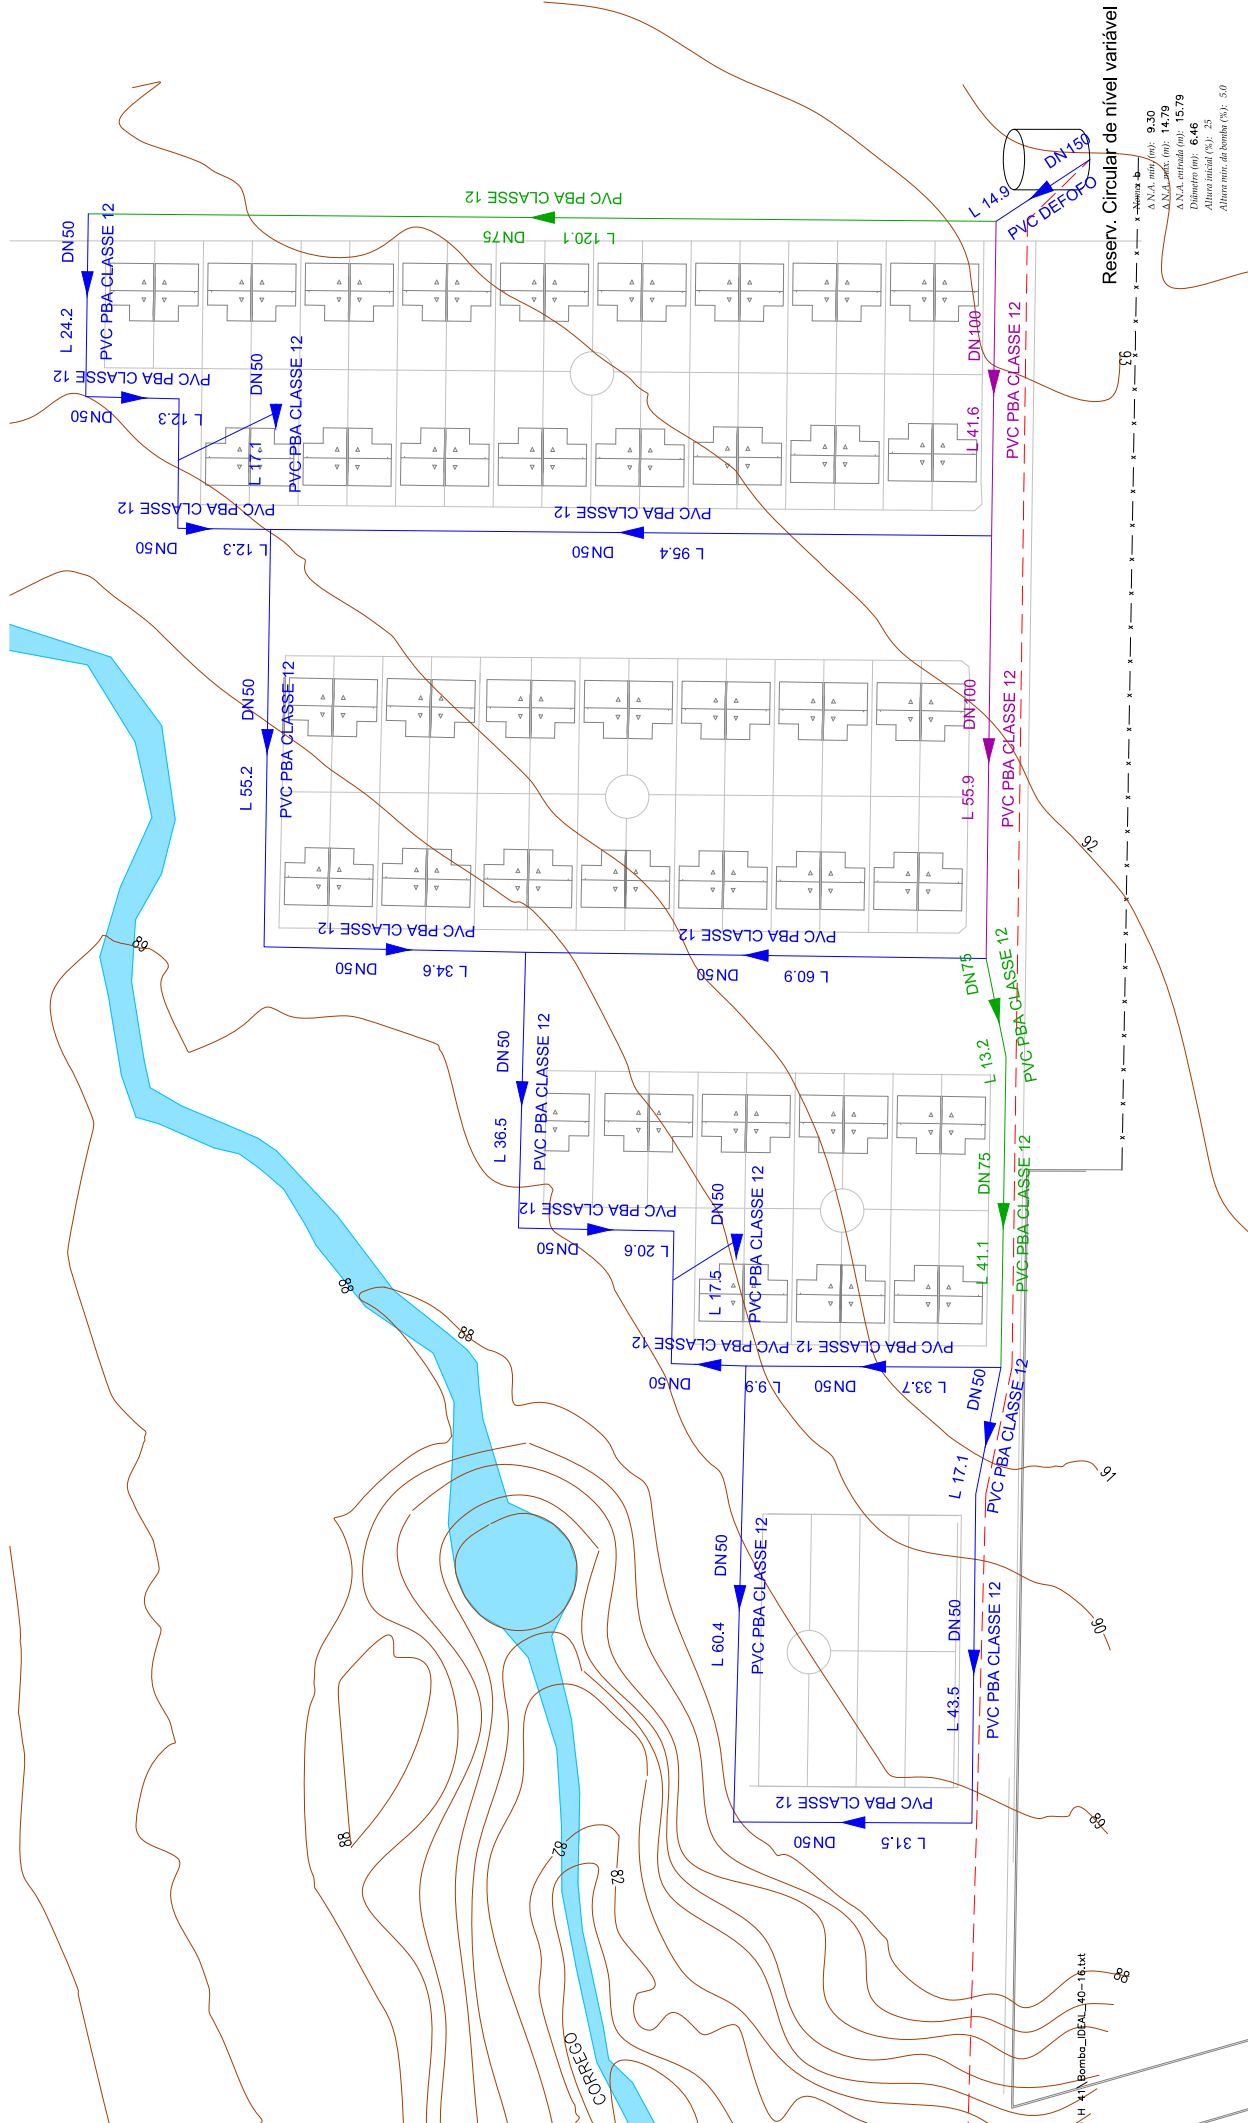 Reserv. Circular de nível variável
Δ N.A. mín. (m): 9.30
Δ N.A. máx. (m): 14.79
Δ N.A. entrada (m): 15.79
Diâmetro (m): 6.46
Altura inicial (%): 25
Altura mín. da bomba (%): 5.0
DN150
L 14.9
PVC DEFOFO
PVC PBA CLASSE 12
DN75
L 120.1
DN50
L 24.2
PVC PBA CLASSE 12
PVC PBA CLASSE 12
DN50
L 12.3
DN50
L 17.1
PVC PBA CLASSE 12
DN100
L 41.6
PVC PBA CLASSE 12
93
PVC PBA CLASSE 12
DN50
L 12.3
PVC PBA CLASSE 12
DN50
L 95.4
DN50
L 55.2
PVC PBA CLASSE 12
DN100
L 55.9
PVC PBA CLASSE 12
92
89
PVC PBA CLASSE 12
DN50
L 34.6
PVC PBA CLASSE 12
DN50
L 60.9
DN75
L 13.2
PVC PBA CLASSE 12
DN50
L 36.5
PVC PBA CLASSE 12
DN75
L 41.1
PVC PBA CLASSE 12
PVC PBA CLASSE 12
DN50
L 20.6
DN50
L 17.5
PVC PBA CLASSE 12
88
88
PVC PBA CLASSE 12
DN50
L 9.9
PVC PBA CLASSE 12
DN50
L 33.7
DN50
L 17.1
PVC PBA CLASSE 12
91
DN50
L 60.4
PVC PBA CLASSE 12
DN50
L 43.5
PVC PBA CLASSE 12
90
PVC PBA CLASSE 12
DN50
L 31.5
89
88
82
82
88
CORREGO
H 41\Bomba_IDEAL_40-16.txt